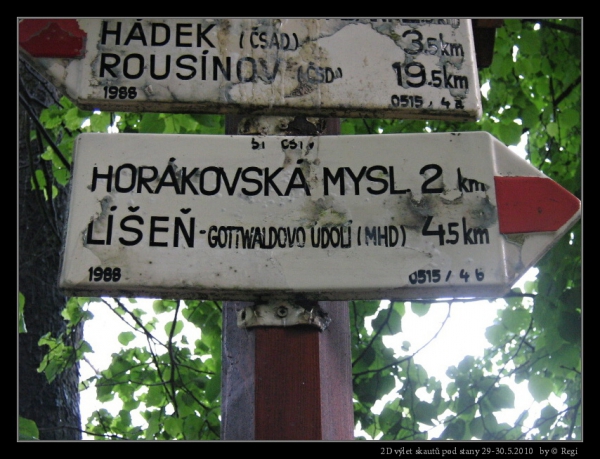 HÁDEK (ČSAD) 3.5km
ROUSÍNOV (ČSD) 19.5km
1988 0515 / 4a
HORÁKOVSKÁ MYSL 2 km
LÍŠEŇ - GOTTWALDOVO ÚDOLÍ (MHD) 4.5km
1988 0515 / 4b
2D výlet skautů pod stany 29-30.5.2010 by © Regi